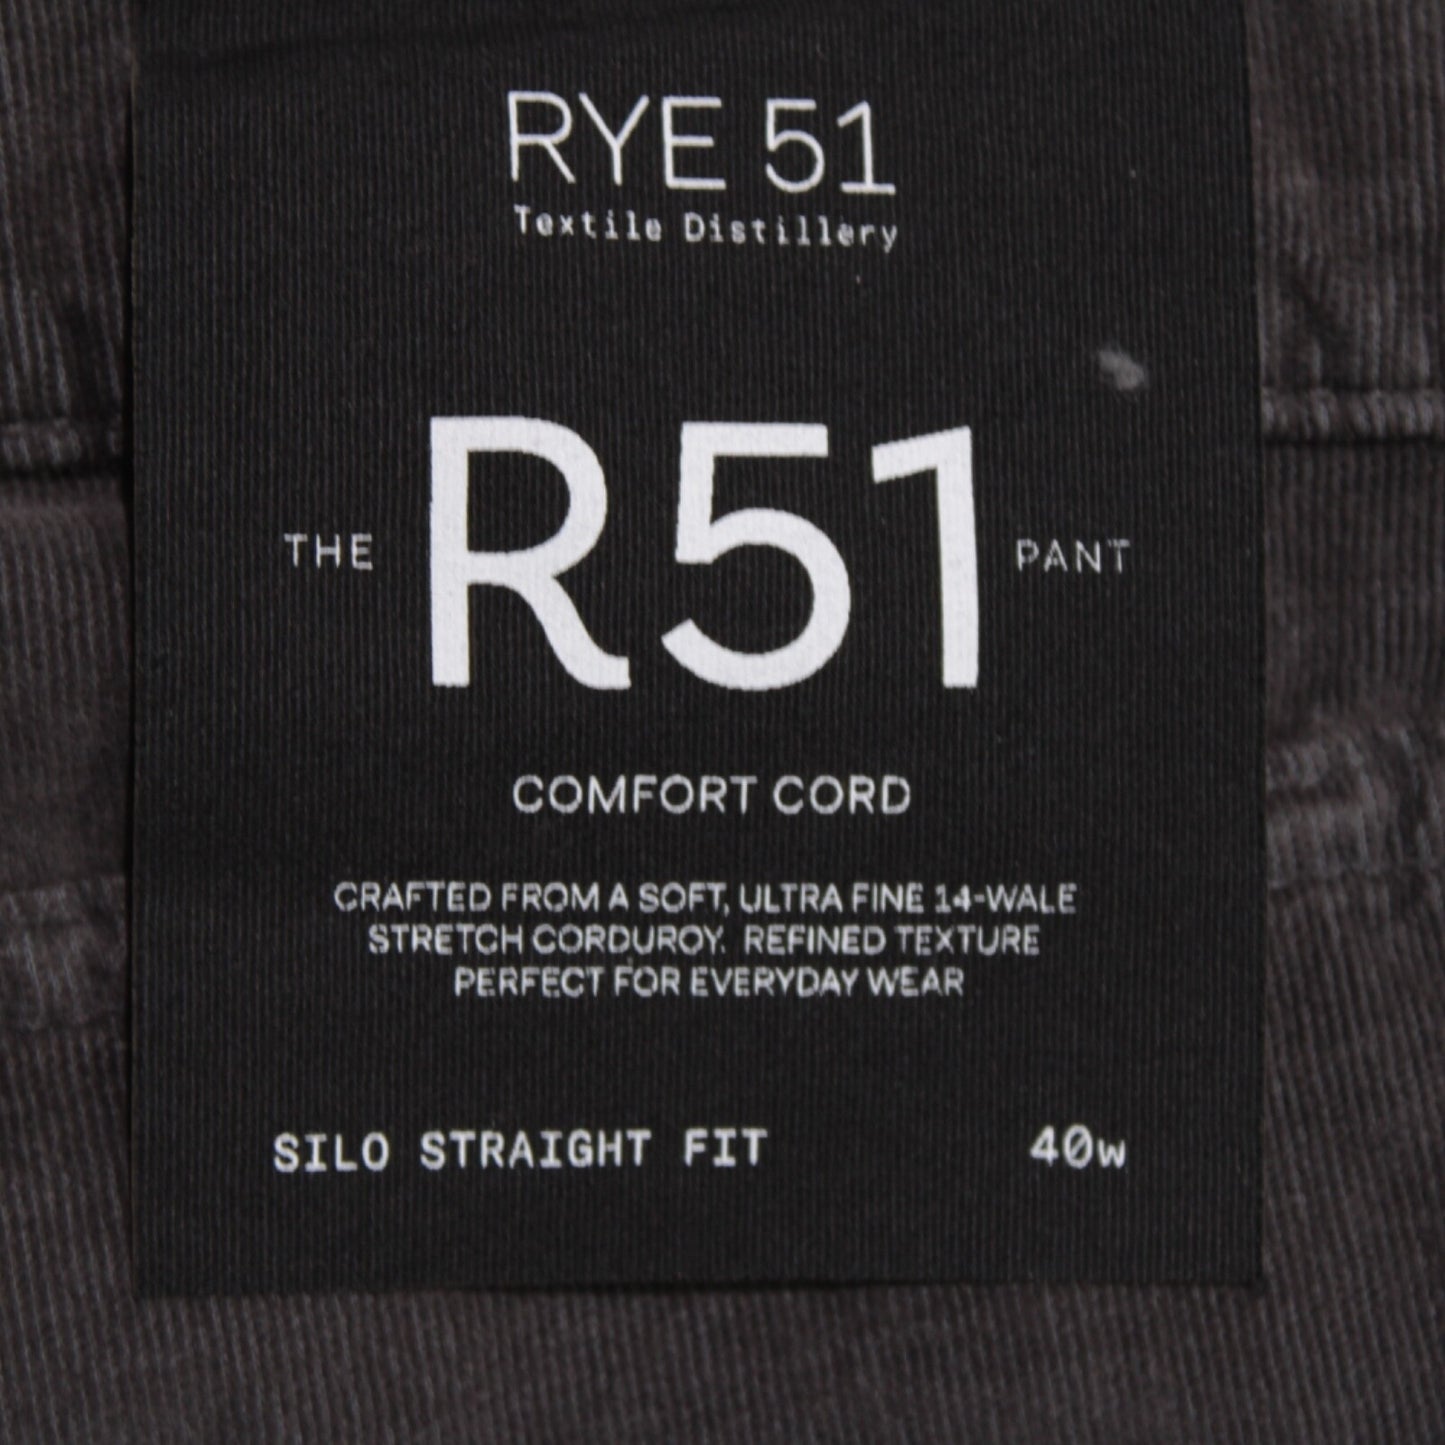 RYE 51
Textile Distillery
THE R51 PANT
COMFORT CORD
CRAFTED FROM A SOFT, ULTRA FINE 14-WALE
STRETCH CORDUROY. REFINED TEXTURE
PERFECT FOR EVERYDAY WEAR
SILO STRAIGHT FIT 40w